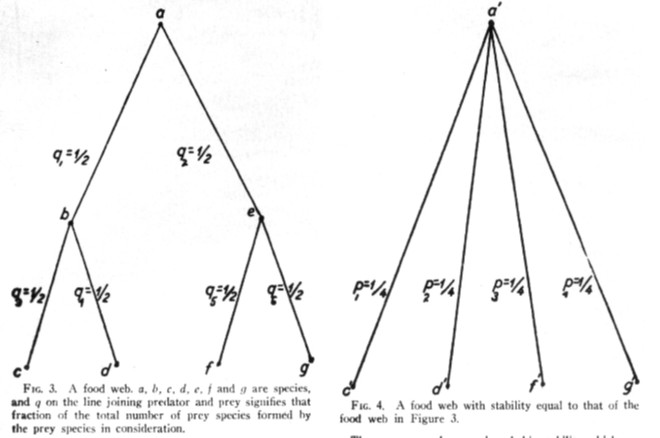 a
q₁=1/2
q₂=1/2
b
e
q₃=1/2
q₄=1/2
q₅=1/2
q₆=1/2
c
d
f
g
FIG. 3. A food web. a, b, c, d, e, f and g are species,
and q on the line joining predator and prey signifies that
fraction of the total number of prey species formed by
the prey species in consideration.
a'
p₁=1/4
p₂=1/4
p₃=1/4
p₄=1/4
c'
d'
f'
g'
FIG. 4. A food web with stability equal to that of the
food web in Figure 3.